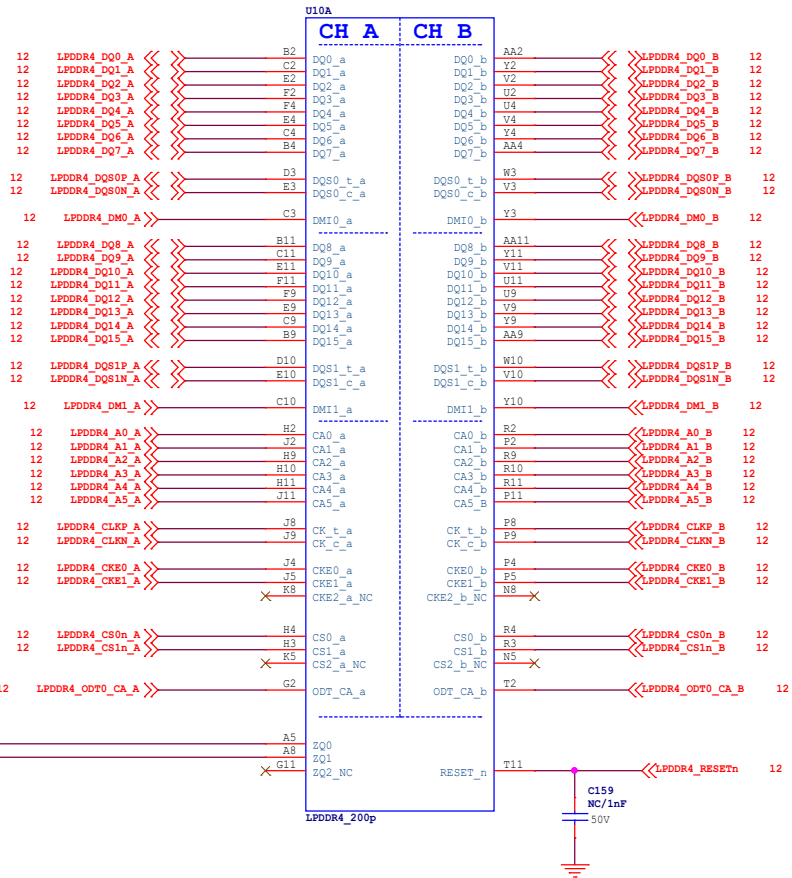 U10A
CH A CH B
12 LPDDR4_DQ0_A B2 DQ0_a DQ0_b AA2 LPDDR4_DQ0_B 12
12 LPDDR4_DQ1_A C2 DQ1_a DQ1_b Y2 LPDDR4_DQ1_B 12
12 LPDDR4_DQ2_A E2 DQ2_a DQ2_b V2 LPDDR4_DQ2_B 12
12 LPDDR4_DQ3_A F2 DQ3_a DQ3_b U2 LPDDR4_DQ3_B 12
12 LPDDR4_DQ4_A F4 DQ4_a DQ4_b U4 LPDDR4_DQ4_B 12
12 LPDDR4_DQ5_A E4 DQ5_a DQ5_b V4 LPDDR4_DQ5_B 12
12 LPDDR4_DQ6_A C4 DQ6_a DQ6_b Y4 LPDDR4_DQ6_B 12
12 LPDDR4_DQ7_A B4 DQ7_a DQ7_b AA4 LPDDR4_DQ7_B 12
12 LPDDR4_DQS0P_A D3 DQS0_t_a DQS0_t_b W3 LPDDR4_DQS0P_B 12
12 LPDDR4_DQS0N_A E3 DQS0_c_a DQS0_c_b V3 LPDDR4_DQS0N_B 12
12 LPDDR4_DM0_A C3 DMI0_a DMI0_b Y3 LPDDR4_DM0_B 12
12 LPDDR4_DQ8_A B11 DQ8_a DQ8_b AA11 LPDDR4_DQ8_B 12
12 LPDDR4_DQ9_A C11 DQ9_a DQ9_b Y11 LPDDR4_DQ9_B 12
12 LPDDR4_DQ10_A E11 DQ10_a DQ10_b V11 LPDDR4_DQ10_B 12
12 LPDDR4_DQ11_A F11 DQ11_a DQ11_b U11 LPDDR4_DQ11_B 12
12 LPDDR4_DQ12_A F9 DQ12_a DQ12_b U9 LPDDR4_DQ12_B 12
12 LPDDR4_DQ13_A E9 DQ13_a DQ13_b V9 LPDDR4_DQ13_B 12
12 LPDDR4_DQ14_A C9 DQ14_a DQ14_b Y9 LPDDR4_DQ14_B 12
12 LPDDR4_DQ15_A B9 DQ15_a DQ15_b AA9 LPDDR4_DQ15_B 12
12 LPDDR4_DQS1P_A D10 DQS1_t_a DQS1_t_b W10 LPDDR4_DQS1P_B 12
12 LPDDR4_DQS1N_A E10 DQS1_c_a DQS1_c_b V10 LPDDR4_DQS1N_B 12
12 LPDDR4_DM1_A C10 DMI1_a DMI1_b Y10 LPDDR4_DM1_B 12
12 LPDDR4_A0_A H2 CA0_a CA0_b R2 LPDDR4_A0_B 12
12 LPDDR4_A1_A J2 CA1_a CA1_b P2 LPDDR4_A1_B 12
12 LPDDR4_A2_A H9 CA2_a CA2_b R9 LPDDR4_A2_B 12
12 LPDDR4_A3_A H10 CA3_a CA3_b R10 LPDDR4_A3_B 12
12 LPDDR4_A4_A H11 CA4_a CA4_b R11 LPDDR4_A4_B 12
12 LPDDR4_A5_A J11 CA5_a CA5_B P11 LPDDR4_A5_B 12
12 LPDDR4_CLKP_A J8 CK_t_a CK_t_b P8 LPDDR4_CLKP_B 12
12 LPDDR4_CLKN_A J9 CK_c_a CK_c_b P9 LPDDR4_CLKN_B 12
12 LPDDR4_CKE0_A J4 CKE0_a CKE0_b P4 LPDDR4_CKE0_B 12
12 LPDDR4_CKE1_A J5 CKE1_a CKE1_b P5 LPDDR4_CKE1_B 12
K8 CKE2_a_NC CKE2_b_NC N8
12 LPDDR4_CS0n_A H4 CS0_a CS0_b R4 LPDDR4_CS0n_B 12
12 LPDDR4_CS1n_A H3 CS1_a CS1_b R3 LPDDR4_CS1n_B 12
K5 CS2_a_NC CS2_b_NC N5
2 LPDDR4_ODT0_CA_A G2 ODT_CA_a ODT_CA_b T2 LPDDR4_ODT0_CA_B 12
A5 ZQ0
A8 ZQ1
G11 ZQ2_NC RESET_n T11 LPDDR4_RESETn 12
C159
NC/1nF
50V
LPDDR4_200p